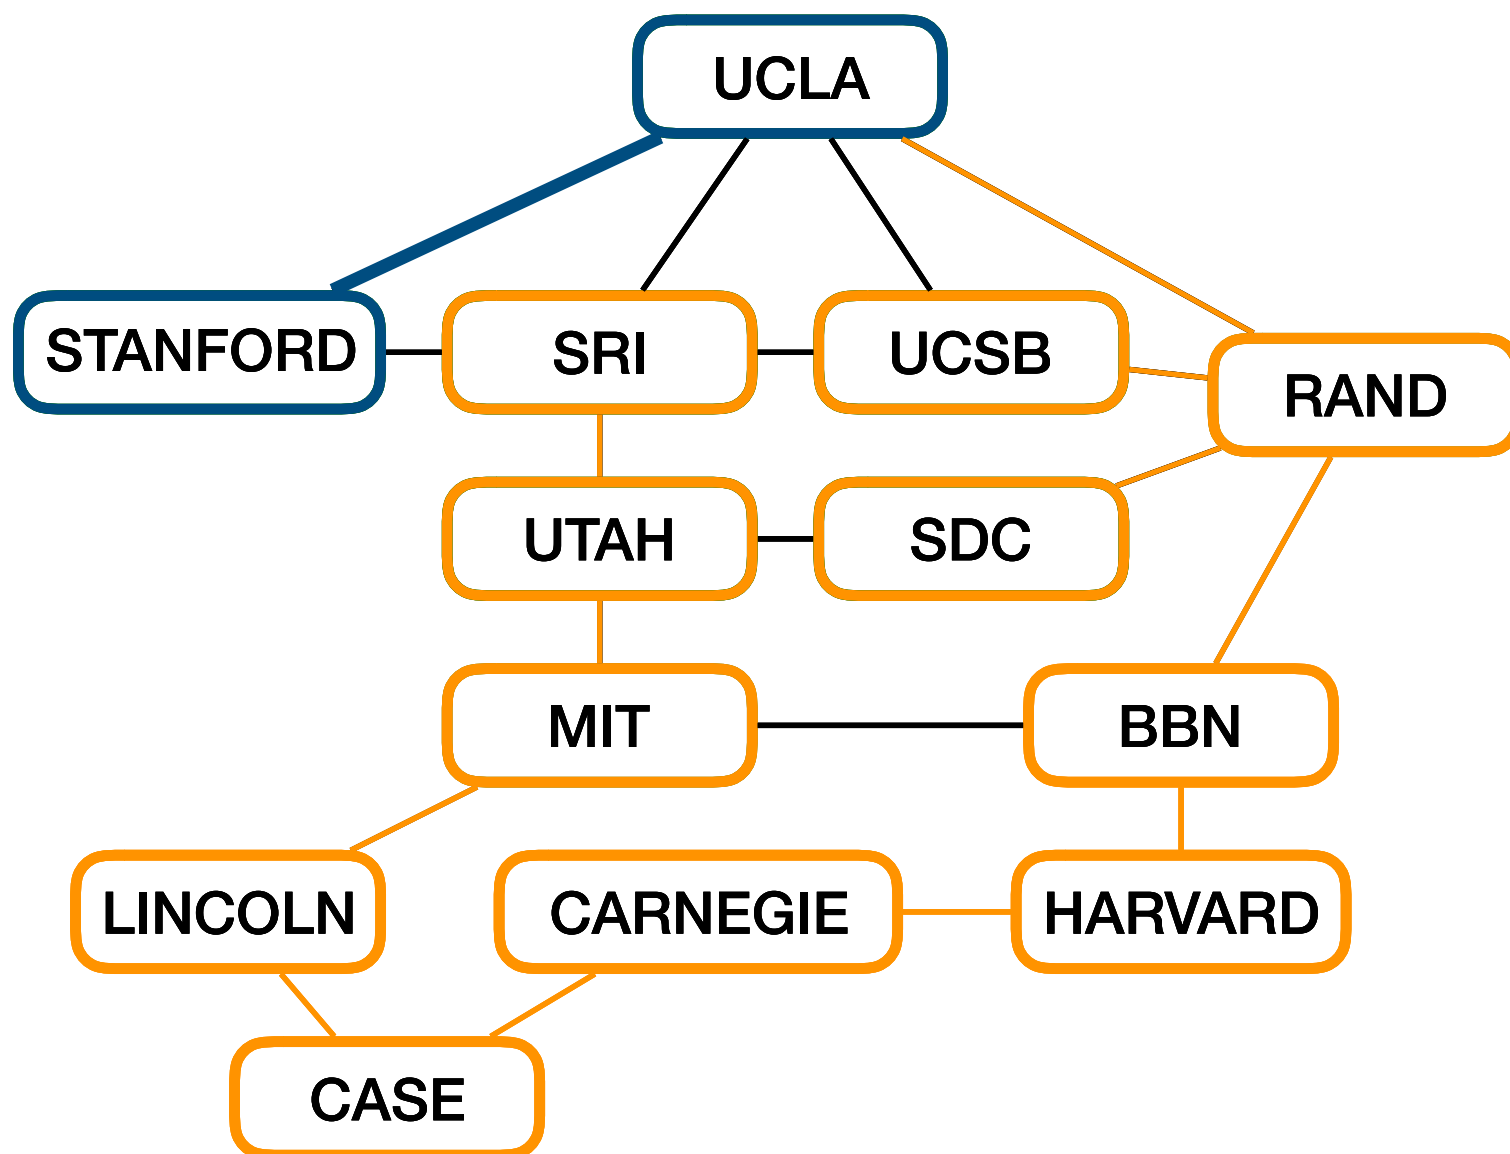 UCLA
STANFORD
SRI
UCSB
RAND
UTAH
SDC
MIT
BBN
LINCOLN
CARNEGIE
HARVARD
CASE